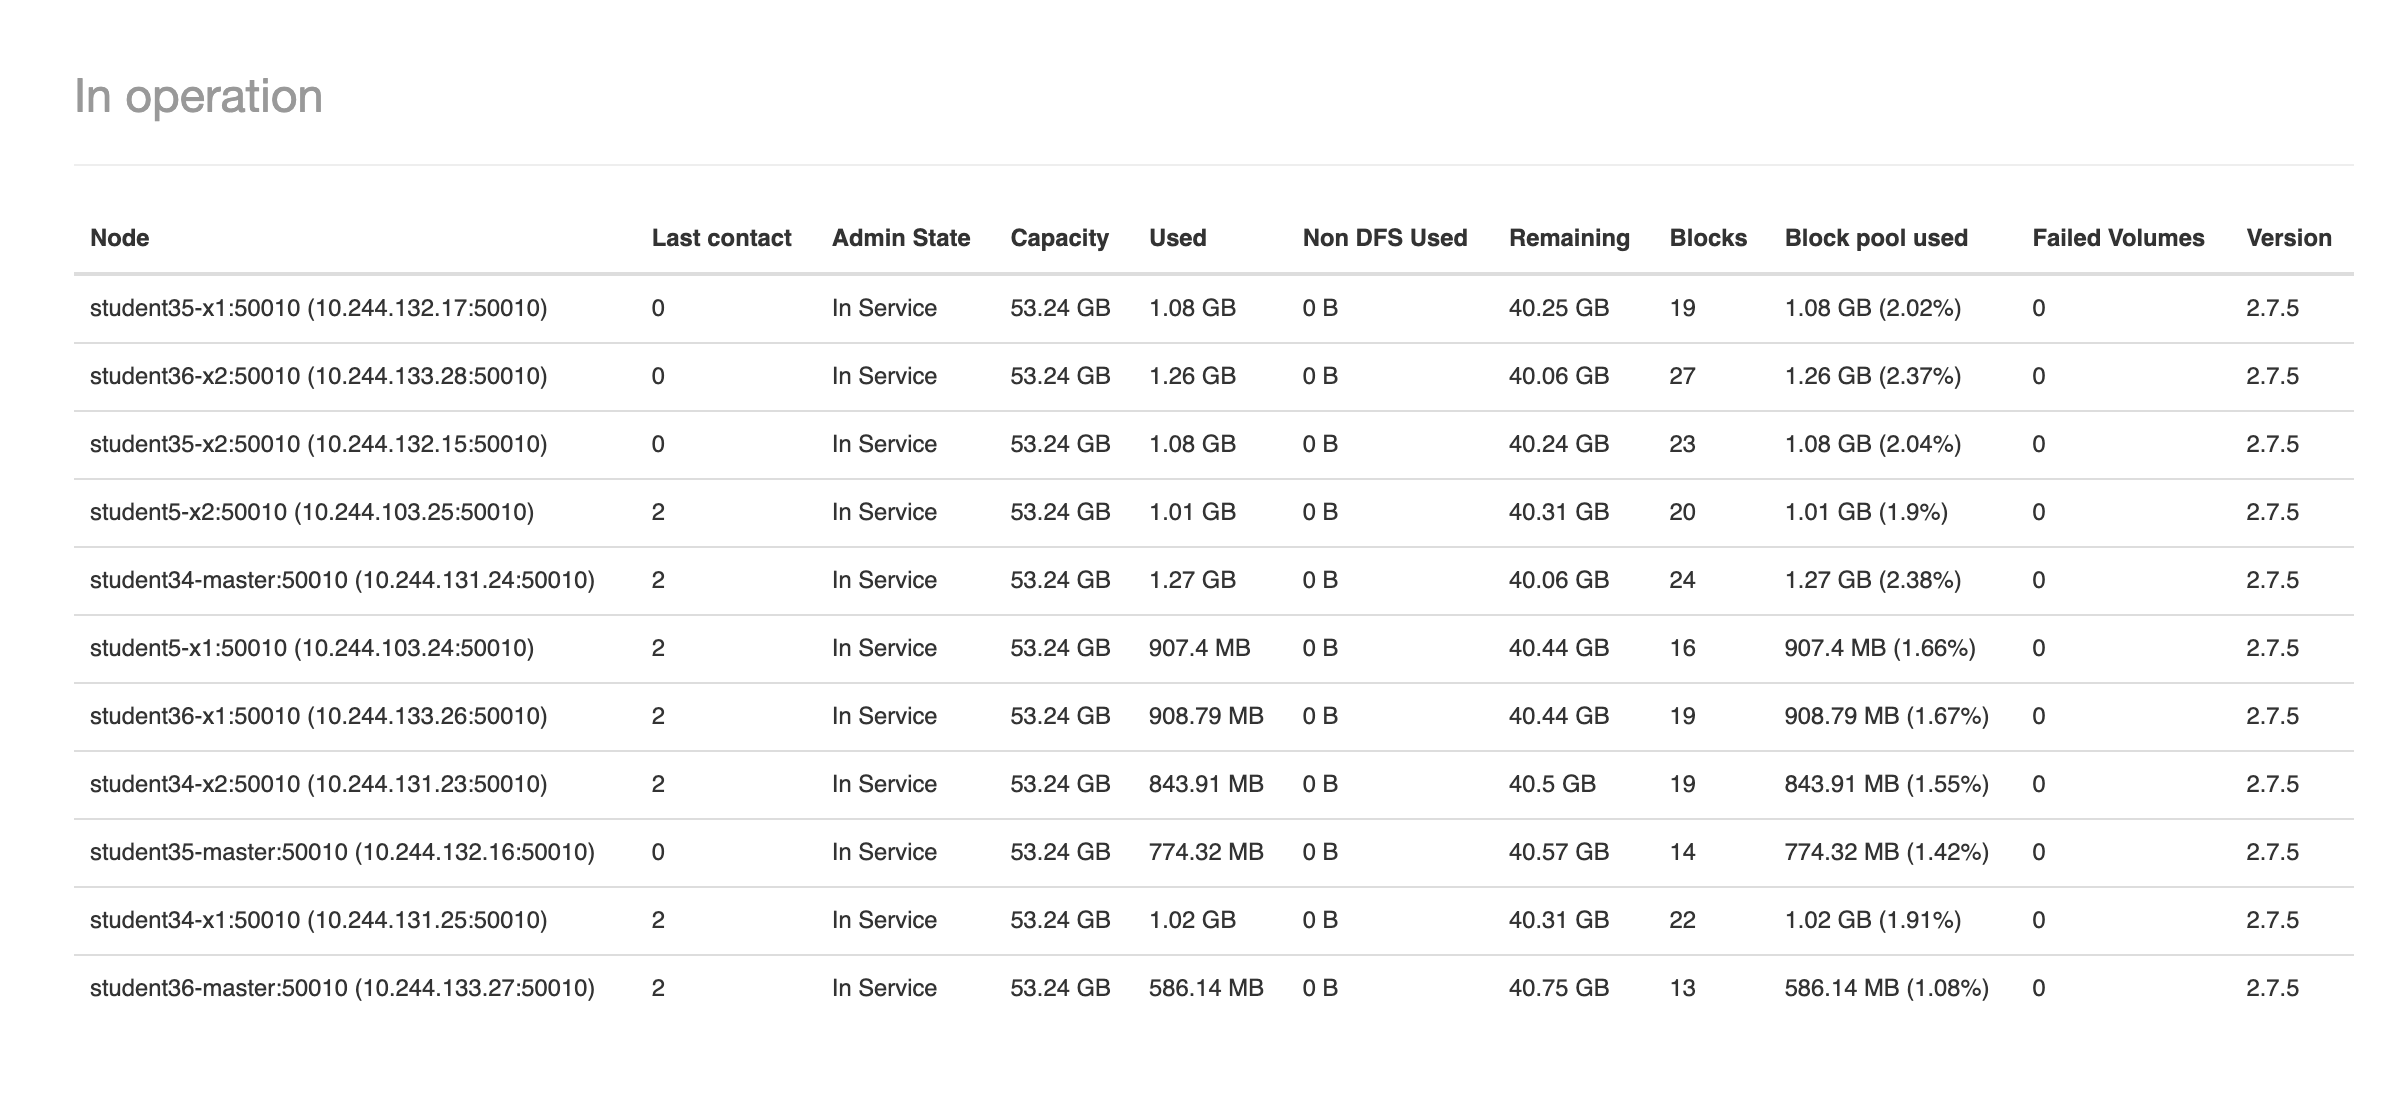 In operation
Node Last contact Admin State Capacity Used Non DFS Used Remaining Blocks Block pool used Failed Volumes Version
student35-x1:50010 (10.244.132.17:50010) 0 In Service 53.24 GB 1.08 GB 0 B 40.25 GB 19 1.08 GB (2.02%) 0 2.7.5
student36-x2:50010 (10.244.133.28:50010) 0 In Service 53.24 GB 1.26 GB 0 B 40.06 GB 27 1.26 GB (2.37%) 0 2.7.5
student35-x2:50010 (10.244.132.15:50010) 0 In Service 53.24 GB 1.08 GB 0 B 40.24 GB 23 1.08 GB (2.04%) 0 2.7.5
student5-x2:50010 (10.244.103.25:50010) 2 In Service 53.24 GB 1.01 GB 0 B 40.31 GB 20 1.01 GB (1.9%) 0 2.7.5
student34-master:50010 (10.244.131.24:50010) 2 In Service 53.24 GB 1.27 GB 0 B 40.06 GB 24 1.27 GB (2.38%) 0 2.7.5
student5-x1:50010 (10.244.103.24:50010) 2 In Service 53.24 GB 907.4 MB 0 B 40.44 GB 16 907.4 MB (1.66%) 0 2.7.5
student36-x1:50010 (10.244.133.26:50010) 2 In Service 53.24 GB 908.79 MB 0 B 40.44 GB 19 908.79 MB (1.67%) 0 2.7.5
student34-x2:50010 (10.244.131.23:50010) 2 In Service 53.24 GB 843.91 MB 0 B 40.5 GB 19 843.91 MB (1.55%) 0 2.7.5
student35-master:50010 (10.244.132.16:50010) 0 In Service 53.24 GB 774.32 MB 0 B 40.57 GB 14 774.32 MB (1.42%) 0 2.7.5
student34-x1:50010 (10.244.131.25:50010) 2 In Service 53.24 GB 1.02 GB 0 B 40.31 GB 22 1.02 GB (1.91%) 0 2.7.5
student36-master:50010 (10.244.133.27:50010) 2 In Service 53.24 GB 586.14 MB 0 B 40.75 GB 13 586.14 MB (1.08%) 0 2.7.5